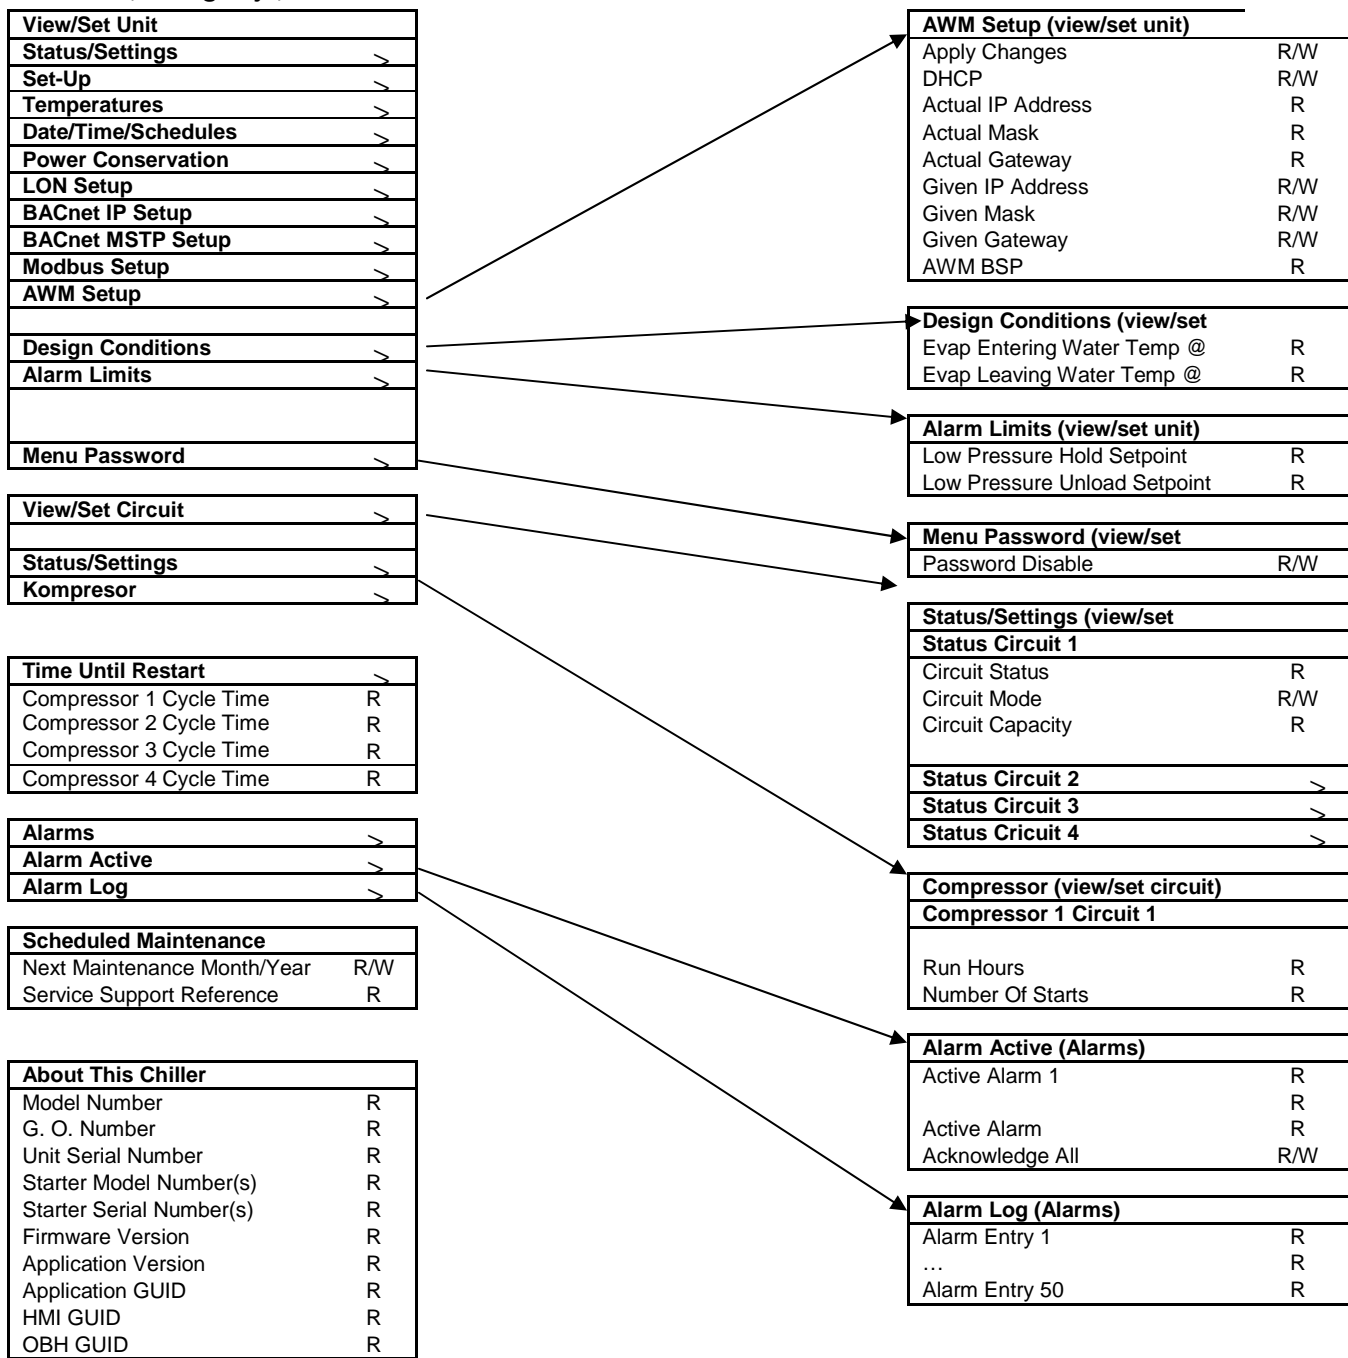 View/Set Unit
Status/Settings >
Set-Up >
Temperatures >
Date/Time/Schedules >
Power Conservation >
LON Setup >
BACnet IP Setup >
BACnet MSTP Setup >
Modbus Setup >
AWM Setup >
Design Conditions >
Alarm Limits >
Menu Password >
View/Set Circuit >
Status/Settings >
Kompresor >
Time Until Restart >
Compressor 1 Cycle Time R
Compressor 2 Cycle Time R
Compressor 3 Cycle Time R
Compressor 4 Cycle Time R
Alarms >
Alarm Active >
Alarm Log >
Scheduled Maintenance
Next Maintenance Month/Year R/W
Service Support Reference R
About This Chiller
Model Number R
G. O. Number R
Unit Serial Number R
Starter Model Number(s) R
Starter Serial Number(s) R
Firmware Version R
Application Version R
Application GUID R
HMI GUID R
OBH GUID R
AWM Setup (view/set unit)
Apply Changes R/W
DHCP R/W
Actual IP Address R
Actual Mask R
Actual Gateway R
Given IP Address R/W
Given Mask R/W
Given Gateway R/W
AWM BSP R
Design Conditions (view/set
Evap Entering Water Temp @ R
Evap Leaving Water Temp @ R
Alarm Limits (view/set unit)
Low Pressure Hold Setpoint R
Low Pressure Unload Setpoint R
Menu Password (view/set
Password Disable R/W
Status/Settings (view/set
Status Circuit 1
Circuit Status R
Circuit Mode R/W
Circuit Capacity R
Status Circuit 2 >
Status Circuit 3 >
Status Cricuit 4 >
Compressor (view/set circuit)
Compressor 1 Circuit 1
Run Hours R
Number Of Starts R
Alarm Active (Alarms)
Active Alarm 1 R
R
Active Alarm R
Acknowledge All R/W
Alarm Log (Alarms)
Alarm Entry 1 R
… R
Alarm Entry 50 R